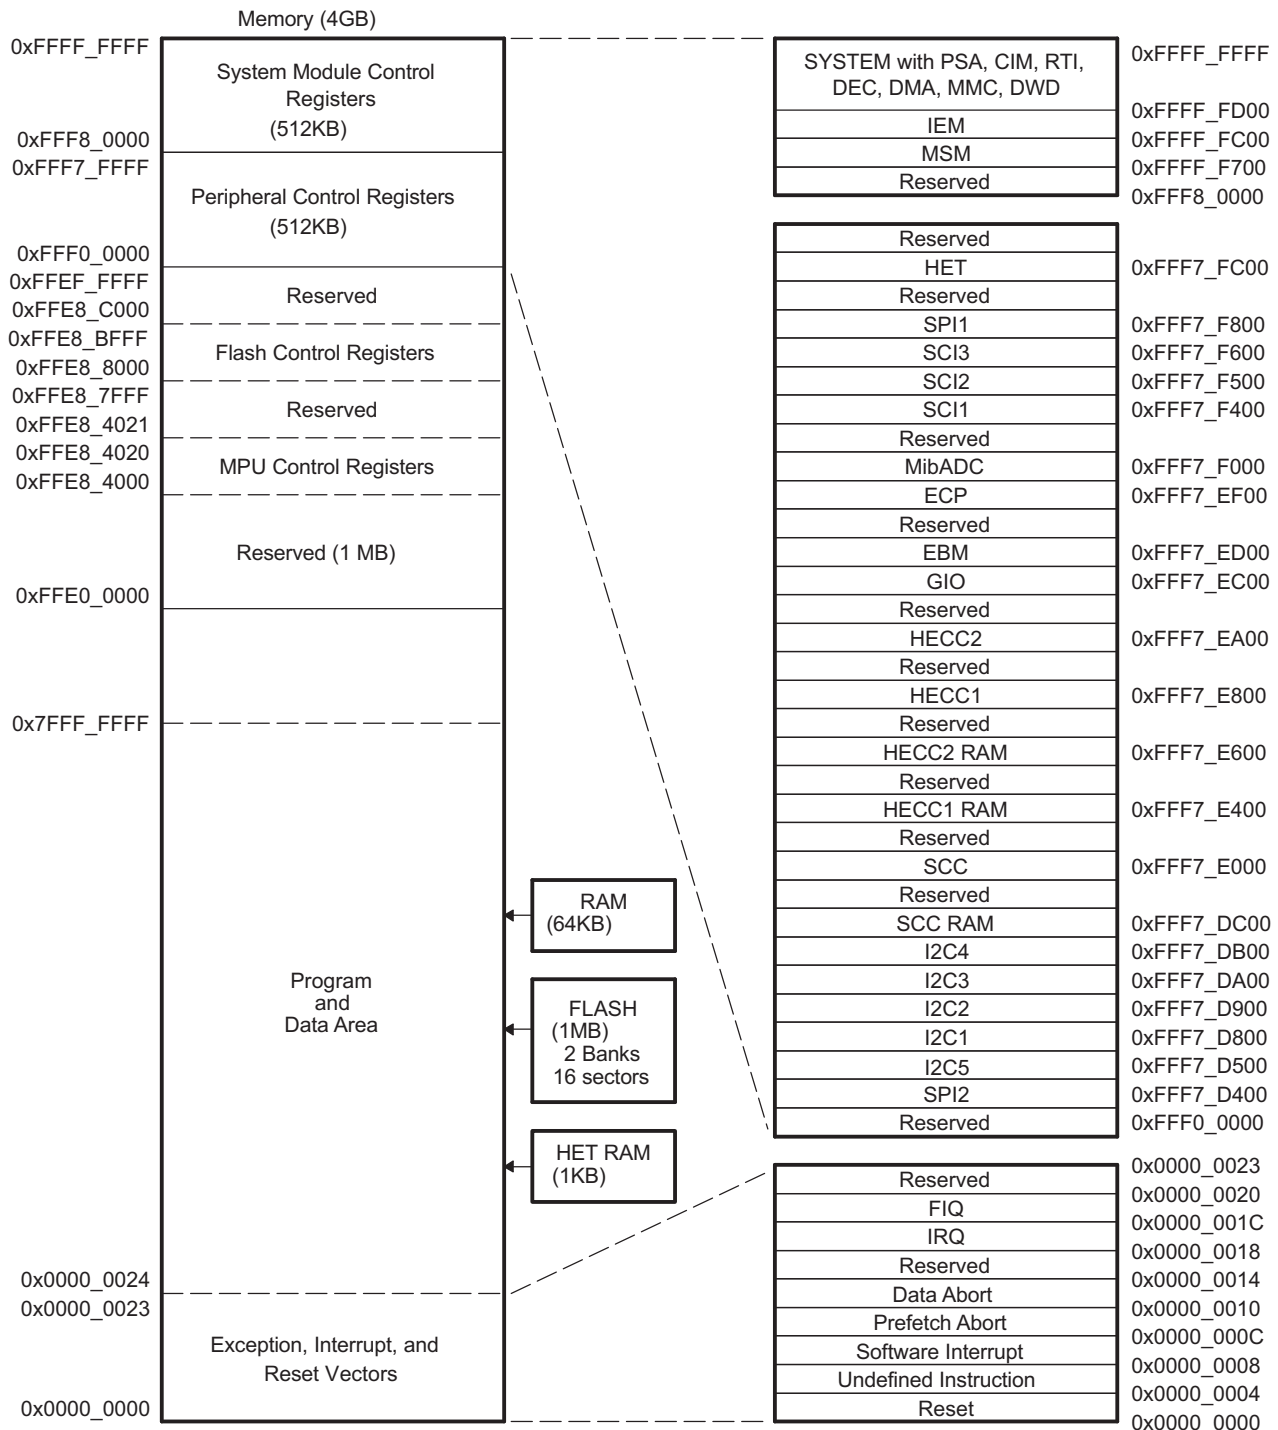 Memory (4GB)
0xFFFF_FFFF
System Module Control
Registers
(512KB)
0xFFF8_0000
0xFFF7_FFFF
Peripheral Control Registers
(512KB)
0xFFF0_0000
0xFFEF_FFFF
Reserved
0xFFE8_C000
0xFFE8_BFFF
Flash Control Registers
0xFFE8_8000
0xFFE8_7FFF
Reserved
0xFFE8_4021
0xFFE8_4020
MPU Control Registers
0xFFE8_4000
Reserved (1 MB)
0xFFE0_0000
0x7FFF_FFFF
Program
and
Data Area
0x0000_0024
0x0000_0023
Exception, Interrupt, and
Reset Vectors
0x0000_0000
RAM
(64KB)
FLASH
(1MB)
2 Banks
16 sectors
HET RAM
(1KB)
SYSTEM with PSA, CIM, RTI,
DEC, DMA, MMC, DWD
0xFFFF_FFFF
0xFFFF_FD00
IEM
0xFFFF_FC00
MSM
0xFFFF_F700
Reserved
0xFFF8_0000
Reserved
HET 0xFFF7_FC00
Reserved
SPI1 0xFFF7_F800
SCI3 0xFFF7_F600
SCI2 0xFFF7_F500
SCI1 0xFFF7_F400
Reserved
MibADC 0xFFF7_F000
ECP 0xFFF7_EF00
Reserved
EBM 0xFFF7_ED00
GIO 0xFFF7_EC00
Reserved
HECC2 0xFFF7_EA00
Reserved
HECC1 0xFFF7_E800
Reserved
HECC2 RAM 0xFFF7_E600
Reserved
HECC1 RAM 0xFFF7_E400
Reserved
SCC 0xFFF7_E000
Reserved
SCC RAM 0xFFF7_DC00
I2C4 0xFFF7_DB00
I2C3 0xFFF7_DA00
I2C2 0xFFF7_D900
I2C1 0xFFF7_D800
I2C5 0xFFF7_D500
SPI2 0xFFF7_D400
Reserved 0xFFF0_0000
0x0000_0023
Reserved
0x0000_0020
FIQ
0x0000_001C
IRQ
0x0000_0018
Reserved
0x0000_0014
Data Abort
0x0000_0010
Prefetch Abort
0x0000_000C
Software Interrupt
0x0000_0008
Undefined Instruction
0x0000_0004
Reset
0x0000_0000